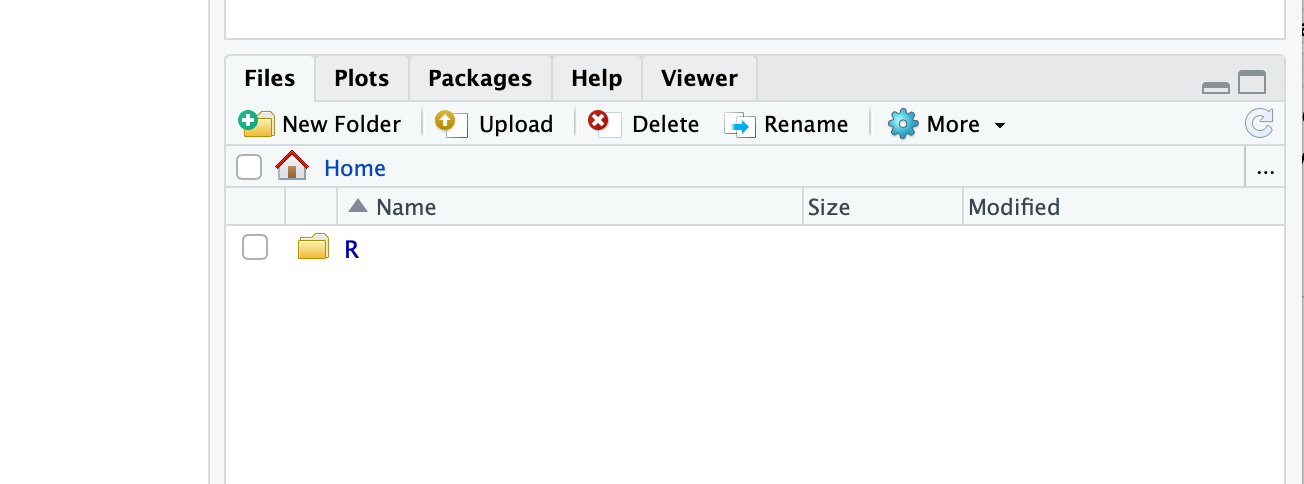 Files Plots Packages Help Viewer
New Folder Upload Delete Rename More
Home ...
Name Size Modified
R